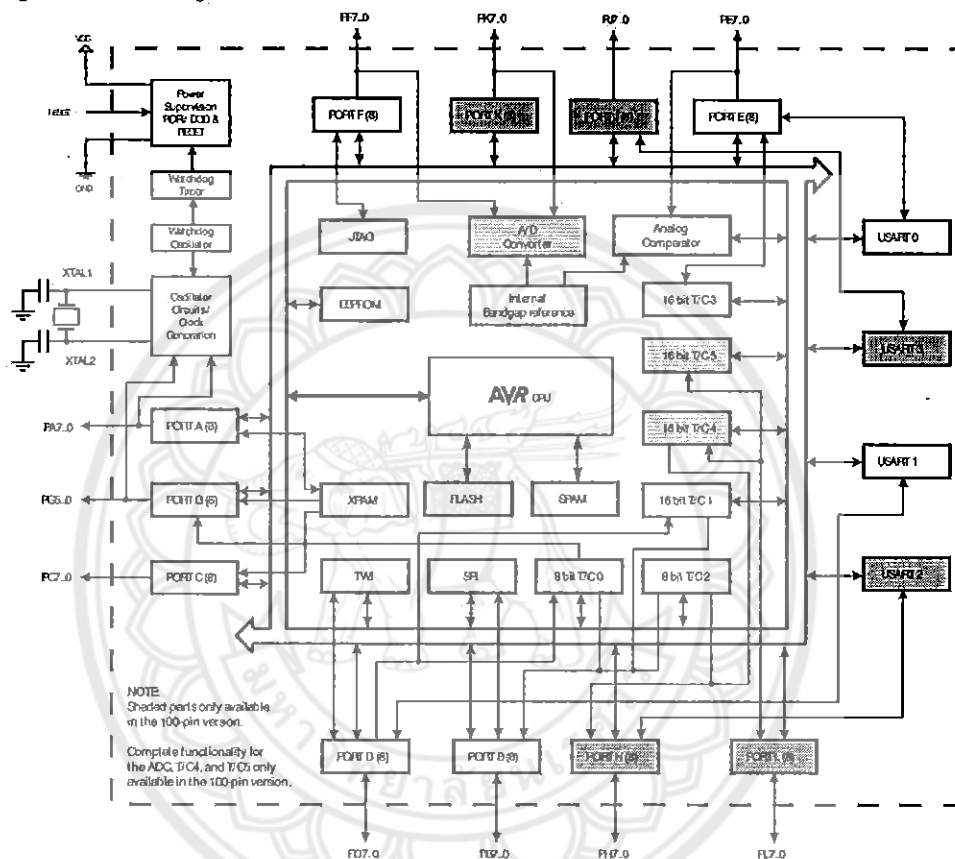 PF7..0
PK7..0
PJ7..0
PE7..0
VCC
RESET
GND
Power
Supervision
POR/ BOD &
RESET
PORT F (8)
PORT K (8)
PORT J (8)
PORT E (8)
Watchdog
Timer
Watchdog
Oscillator
JTAG
A/D
Converter
Analog
Comparator
USART 0
XTAL1
XTAL2
Oscillator
Circuits/
Clock
Generation
EEPROM
Internal
Bandgap reference
16 bit T/C3
USART 3
16 bit T/C5
AVR CPU
16 bit T/C4
PA7..0
PORT A (8)
USART 1
PG5..0
PORT G (6)
XRAM
FLASH
SRAM
16 bit T/C1
PC7..0
PORT C (8)
TWI
SPI
8 bit T/C0
8 bit T/C2
USART 2
NOTE:
Shaded parts only available
in the 100-pin version.
Complete functionality for
the ADC, T/C4, and T/C5 only
available in the 100-pin version.
PORT D (8)
PORT B (8)
PORT H (8)
PORT L (8)
PD7..0
PB7..0
PH7..0
PL7..0